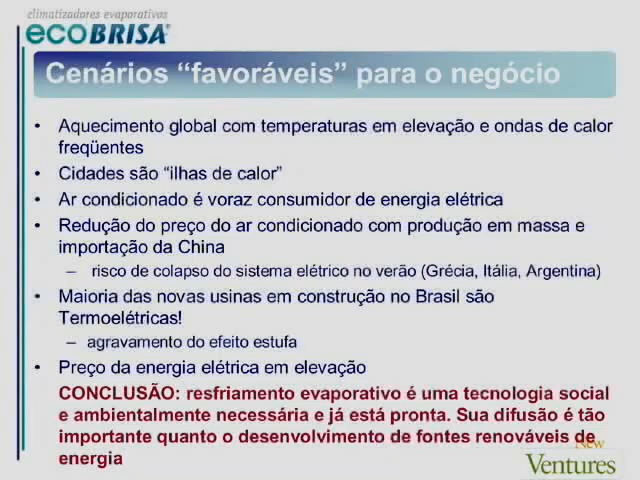 climatizadores evaporativos
ecoBRISA®
Cenários “favoráveis” para o negócio
• Aquecimento global com temperaturas em elevação e ondas de calor
freqüentes
• Cidades são “ilhas de calor”
• Ar condicionado é voraz consumidor de energia elétrica
• Redução do preço do ar condicionado com produção em massa e
importação da China
– risco de colapso do sistema elétrico no verão (Grécia, Itália, Argentina)
• Maioria das novas usinas em construção no Brasil são
Termoelétricas!
– agravamento do efeito estufa
• Preço da energia elétrica em elevação
CONCLUSÃO: resfriamento evaporativo é uma tecnologia social
e ambientalmente necessária e já está pronta. Sua difusão é tão
importante quanto o desenvolvimento de fontes renováveis de
energia
New
Ventures